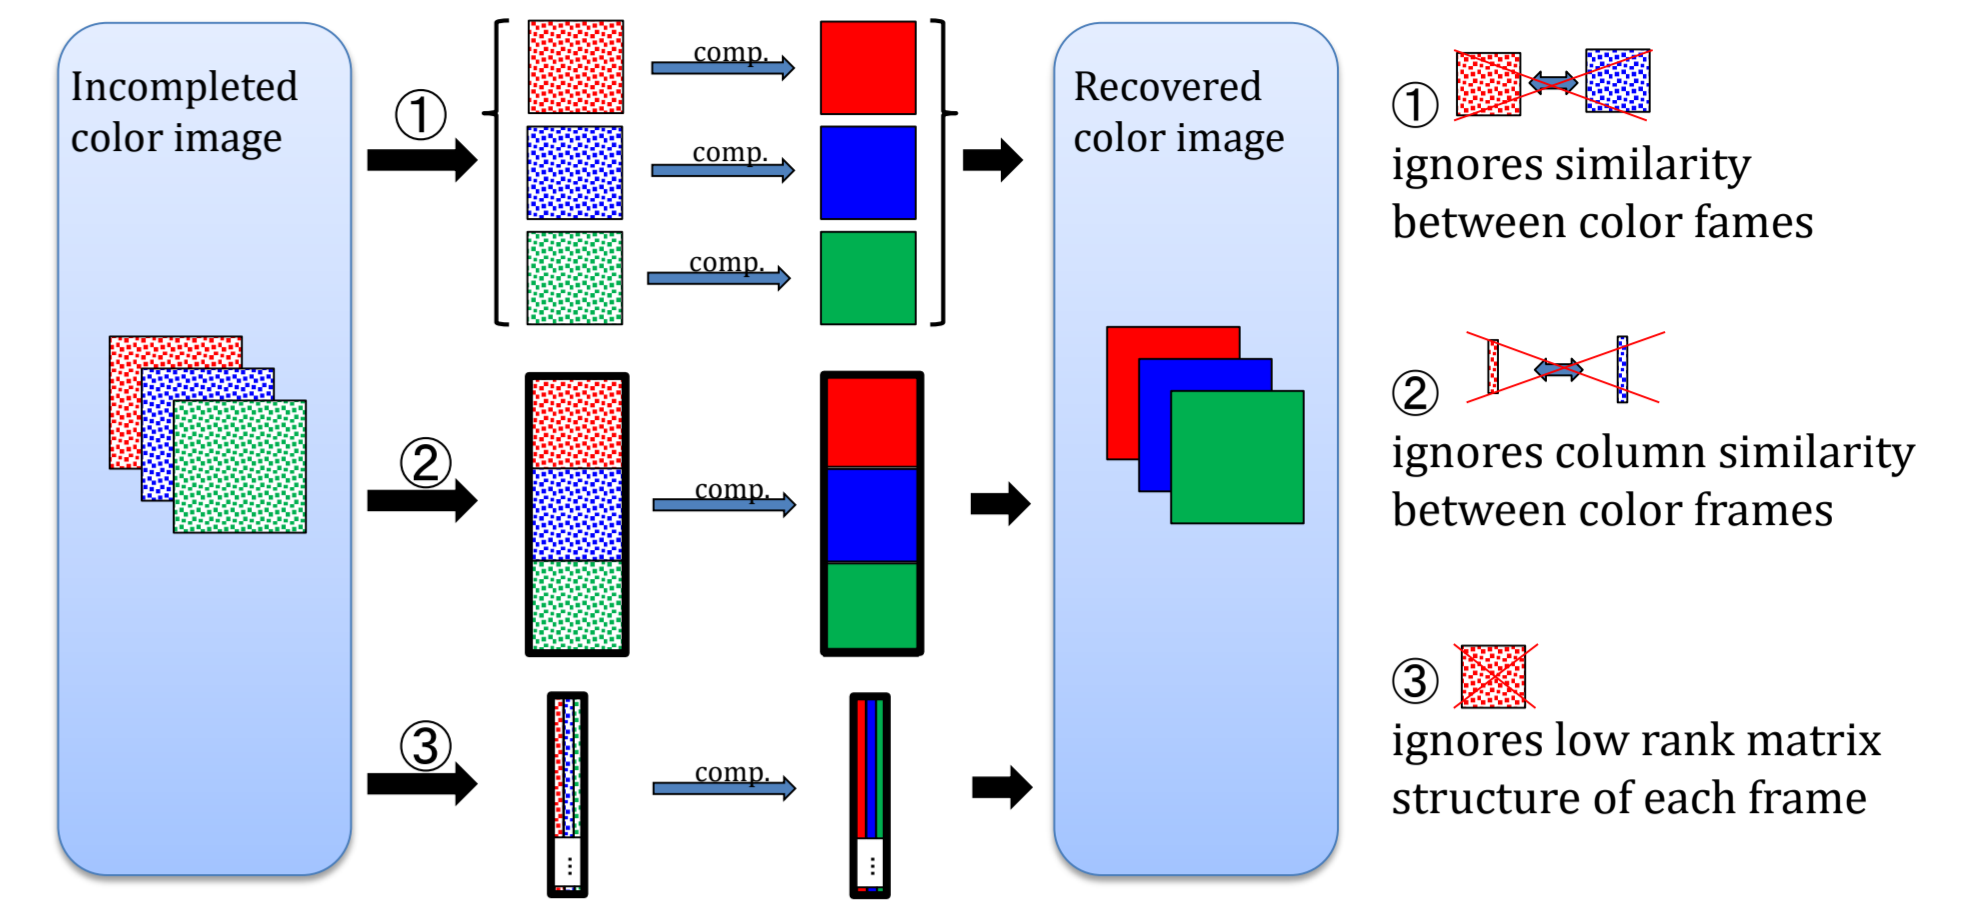 Incompleted
color image
①
comp.
comp.
comp.
②
comp.
③
...
comp.
...
Recovered
color image
①
ignores similarity
between color fames
②
ignores column similarity
between color frames
③
ignores low rank matrix
structure of each frame